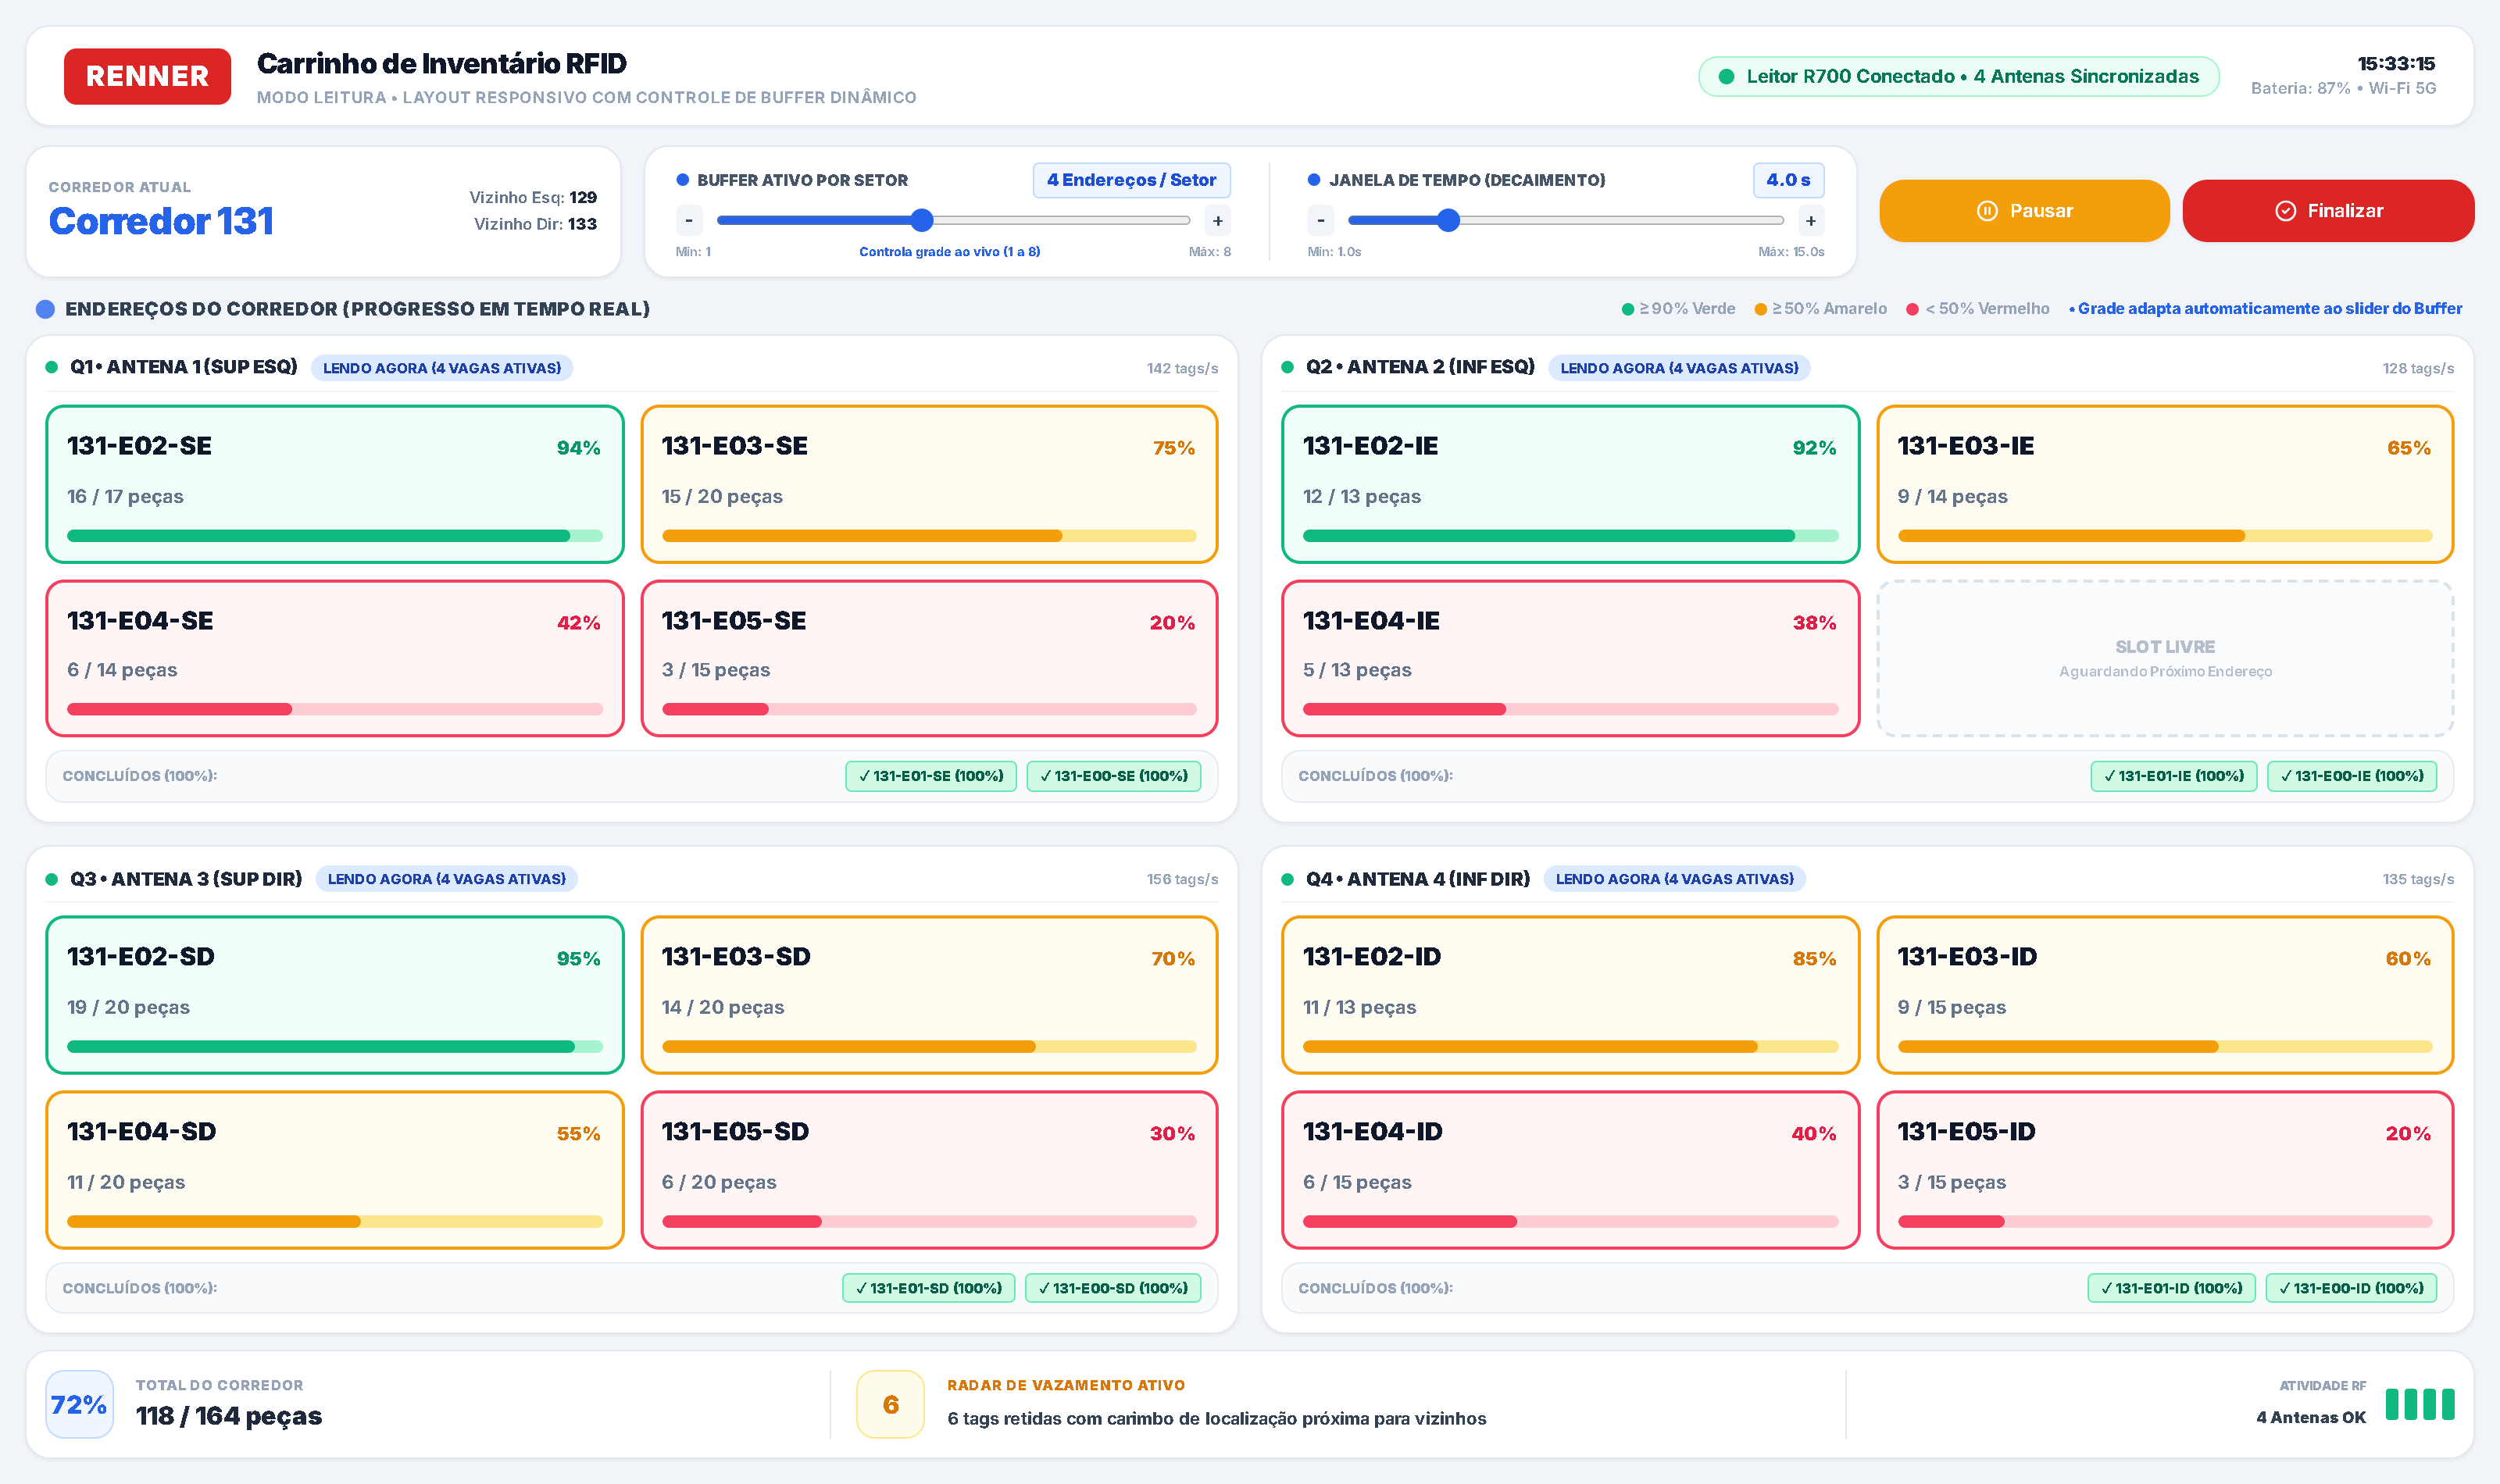 RENNER
Carrinho de Inventário RFID
MODO LEITURA • LAYOUT RESPONSIVO COM CONTROLE DE BUFFER DINÂMICO
Leitor R700 Conectado • 4 Antenas Sincronizadas
15:33:15
Bateria: 87% • Wi-Fi 5G
CORREDOR ATUAL
Corredor 131
Vizinho Esq: 129
Vizinho Dir: 133
BUFFER ATIVO POR SETOR
4 Endereços / Setor
-
+
Mín: 1
Controla grade ao vivo (1 a 8)
Máx: 8
JANELA DE TEMPO (DECAIMENTO)
4.0 s
-
+
Mín: 1.0s
Máx: 15.0s
Pausar
Finalizar
ENDEREÇOS DO CORREDOR (PROGRESSO EM TEMPO REAL)
≥ 90% Verde
≥ 50% Amarelo
< 50% Vermelho
• Grade adapta automaticamente ao slider do Buffer
Q1 • ANTENA 1 (SUP ESQ)
LENDO AGORA (4 VAGAS ATIVAS)
142 tags/s
131-E02-SE
94%
16 / 17 peças
131-E03-SE
75%
15 / 20 peças
131-E04-SE
42%
6 / 14 peças
131-E05-SE
20%
3 / 15 peças
CONCLUÍDOS (100%):
✓ 131-E01-SE (100%)
✓ 131-E00-SE (100%)
Q2 • ANTENA 2 (INF ESQ)
LENDO AGORA (4 VAGAS ATIVAS)
128 tags/s
131-E02-IE
92%
12 / 13 peças
131-E03-IE
65%
9 / 14 peças
131-E04-IE
38%
5 / 13 peças
SLOT LIVRE
Aguardando Próximo Endereço
CONCLUÍDOS (100%):
✓ 131-E01-IE (100%)
✓ 131-E00-IE (100%)
Q3 • ANTENA 3 (SUP DIR)
LENDO AGORA (4 VAGAS ATIVAS)
156 tags/s
131-E02-SD
95%
19 / 20 peças
131-E03-SD
70%
14 / 20 peças
131-E04-SD
55%
11 / 20 peças
131-E05-SD
30%
6 / 20 peças
CONCLUÍDOS (100%):
✓ 131-E01-SD (100%)
✓ 131-E00-SD (100%)
Q4 • ANTENA 4 (INF DIR)
LENDO AGORA (4 VAGAS ATIVAS)
135 tags/s
131-E02-ID
85%
11 / 13 peças
131-E03-ID
60%
9 / 15 peças
131-E04-ID
40%
6 / 15 peças
131-E05-ID
20%
3 / 15 peças
CONCLUÍDOS (100%):
✓ 131-E01-ID (100%)
✓ 131-E00-ID (100%)
72%
TOTAL DO CORREDOR
118 / 164 peças
6
RADAR DE VAZAMENTO ATIVO
6 tags retidas com carimbo de localização próxima para vizinhos
ATIVIDADE RF
4 Antenas OK